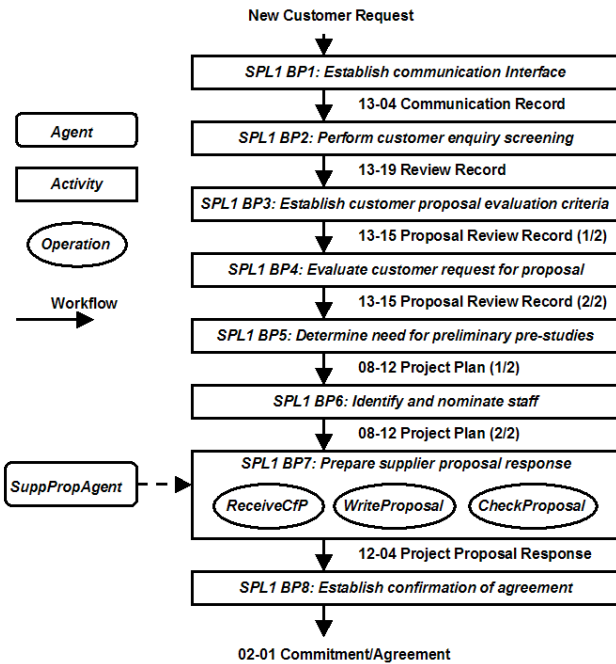 New Customer Request
SPL1 BP1: Establish communication Interface
13-04 Communication Record
Agent
SPL1 BP2: Perform customer enquiry screening
13-19 Review Record
Activity
SPL1 BP3: Establish customer proposal evaluation criteria
13-15 Proposal Review Record (1/2)
Operation
SPL1 BP4: Evaluate customer request for proposal
13-15 Proposal Review Record (2/2)
Workflow
SPL1 BP5: Determine need for preliminary pre-studies
08-12 Project Plan (1/2)
SPL1 BP6: Identify and nominate staff
08-12 Project Plan (2/2)
SPL1 BP7: Prepare supplier proposal response
SuppPropAgent
ReceiveCfP WriteProposal CheckProposal
12-04 Project Proposal Response
SPL1 BP8: Establish confirmation of agreement
02-01 Commitment/Agreement